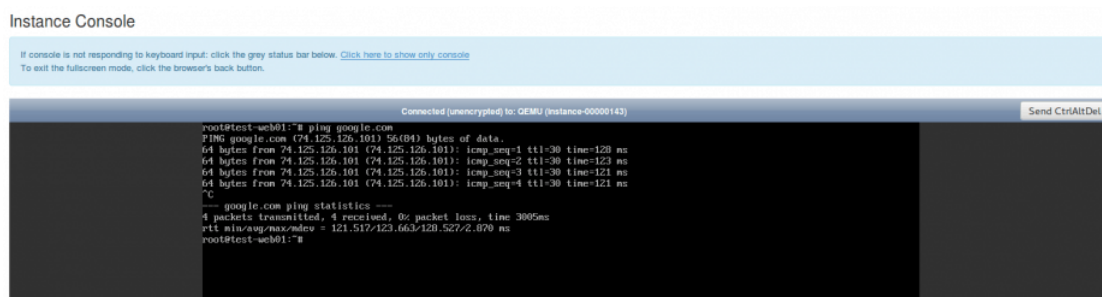 Instance Console
If console is not responding to keyboard input: click the grey status bar below. Click here to show only console
To exit the fullscreen mode, click the browser's back button.
Connected (unencrypted) to: QEMU (instance-00000143)
Send CtrlAltDel
root@test-web01:~# ping google.com
PING google.com (74.125.126.101) 56(84) bytes of data.
64 bytes from 74.125.126.101 (74.125.126.101): icmp_seq=1 ttl=30 time=128 ms
64 bytes from 74.125.126.101 (74.125.126.101): icmp_seq=2 ttl=30 time=123 ms
64 bytes from 74.125.126.101 (74.125.126.101): icmp_seq=3 ttl=30 time=121 ms
64 bytes from 74.125.126.101 (74.125.126.101): icmp_seq=4 ttl=30 time=121 ms
^C
--- google.com ping statistics ---
4 packets transmitted, 4 received, 0% packet loss, time 3005ms
rtt min/avg/max/mdev = 121.517/123.663/128.527/2.870 ms
root@test-web01:~#